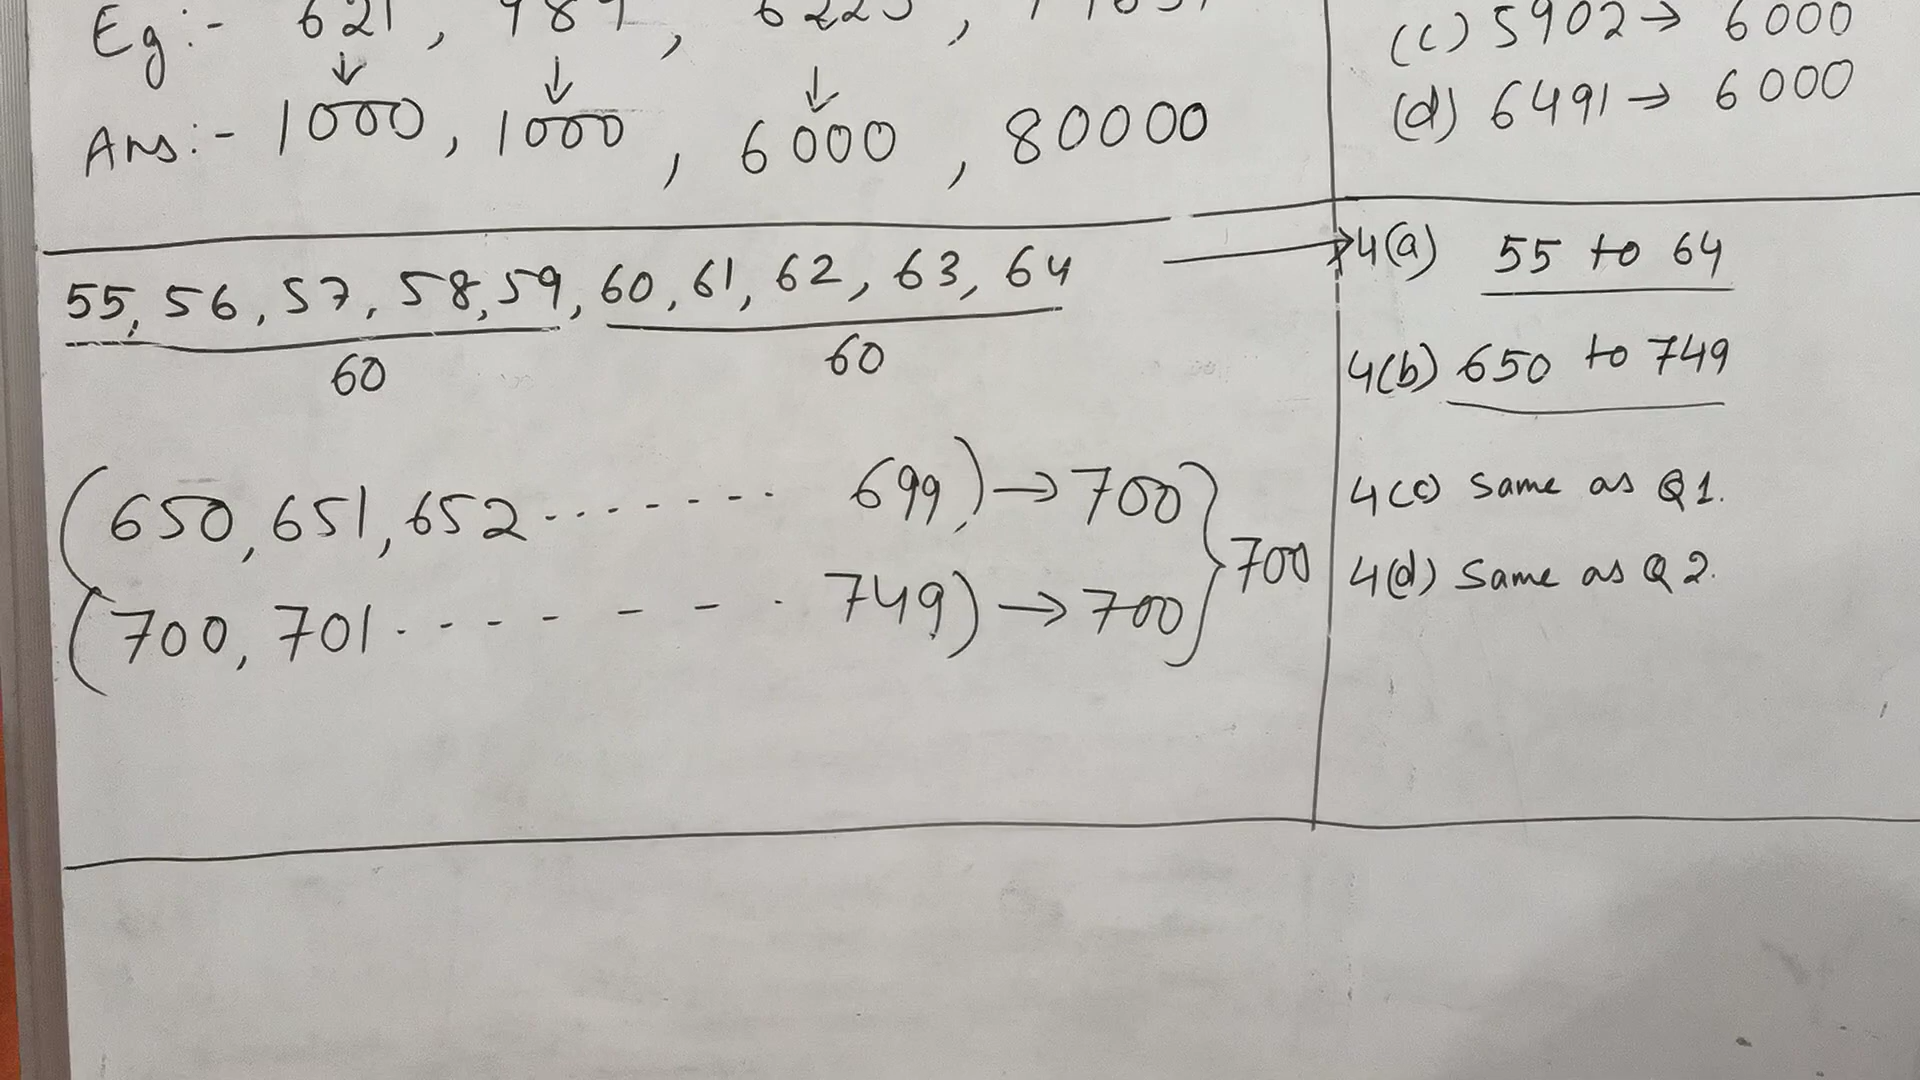 Eg:- 621, 989, 6225,
Ans:- 1000, 1000, 6000, 80000
(c) 5902→ 6000
(d) 6491→ 6000
55, 56, 57, 58, 59, 60, 61, 62, 63, 64
60 60
(650, 651, 652....... 699)→700
(700, 701....... 749)→700
700
4(a) 55 to 64
4(b) 650 to 749
4(c) Same as Q1.
4(d) Same as Q2.